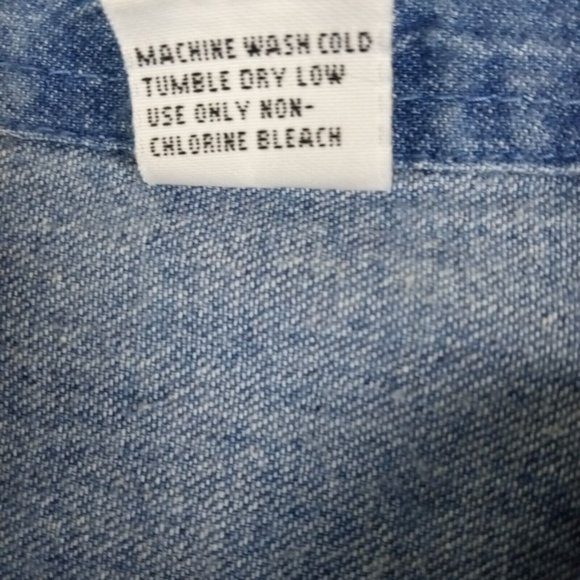 MACHINE WASH COLD
TUMBLE DRY LOW
USE ONLY NON-
CHLORINE BLEACH